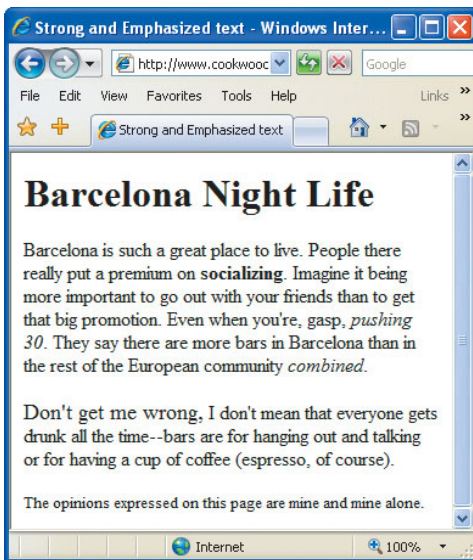 Strong and Emphasized text - Windows Inter...
http://www.cookwooc
Google
File Edit View Favorites Tools Help Links »
Strong and Emphasized text »
Barcelona Night Life
Barcelona is such a great place to live. People there
really put a premium on socializing. Imagine it being
more important to go out with your friends than to get
that big promotion. Even when you're, gasp, pushing
30. They say there are more bars in Barcelona than in
the rest of the European community combined.
Don't get me wrong, I don't mean that everyone gets
drunk all the time--bars are for hanging out and talking
or for having a cup of coffee (espresso, of course).
The opinions expressed on this page are mine and mine alone.
Internet 100%